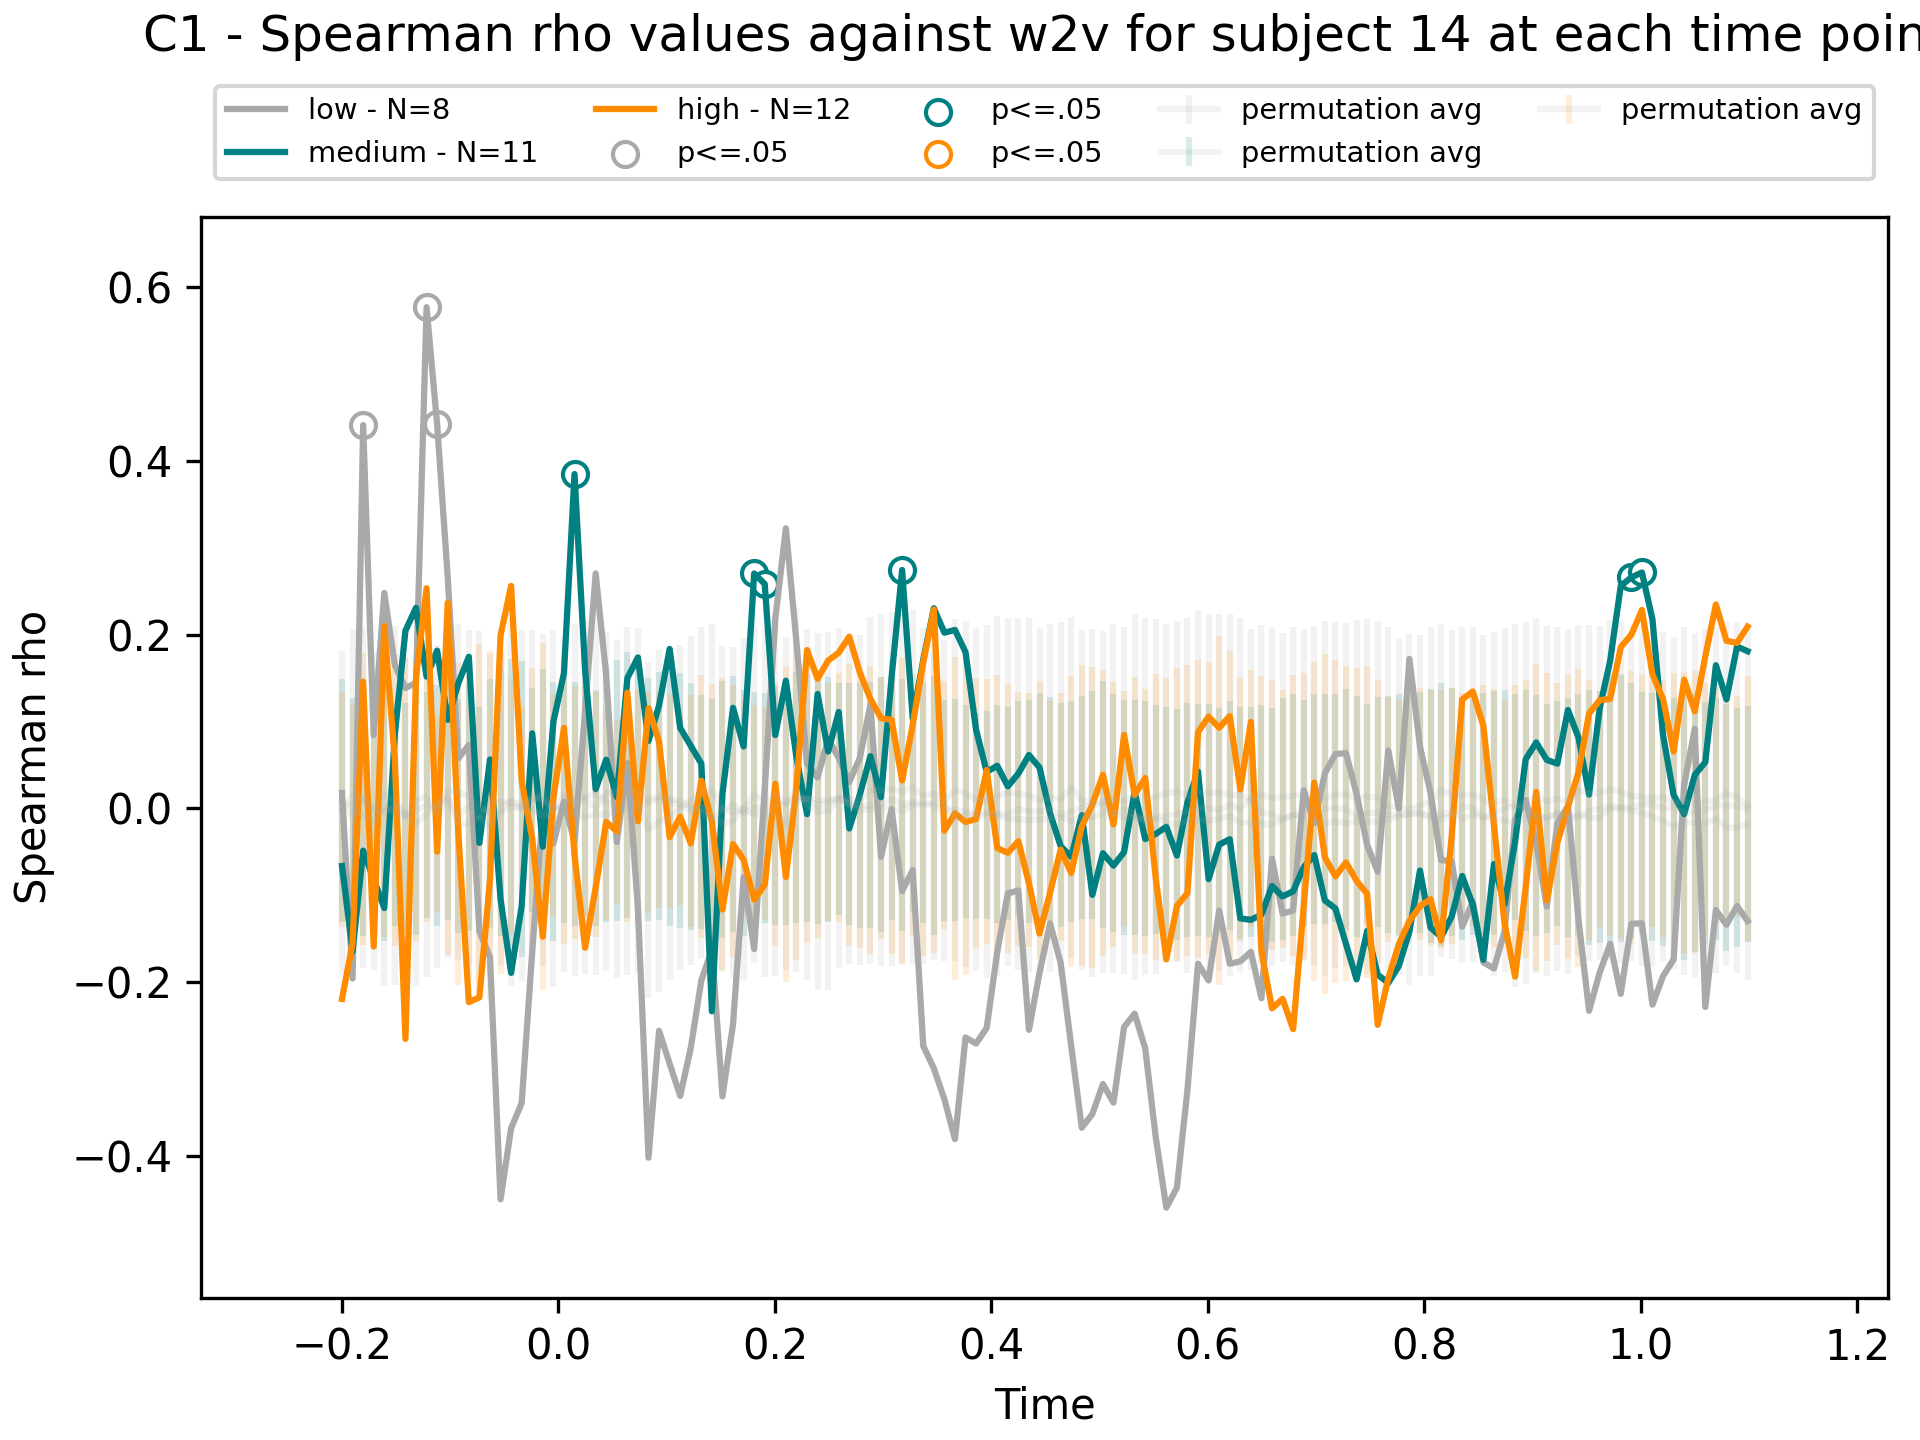 C1 - Spearman rho values against w2v for subject 14 at each time poin
low - N=8
medium - N=11
high - N=12
p<=.05
p<=.05
p<=.05
permutation avg
permutation avg
permutation avg
Spearman rho
0.6
0.4
0.2
0.0
−0.2
−0.4
−0.2 0.0 0.2 0.4 0.6 0.8 1.0 1.2
Time